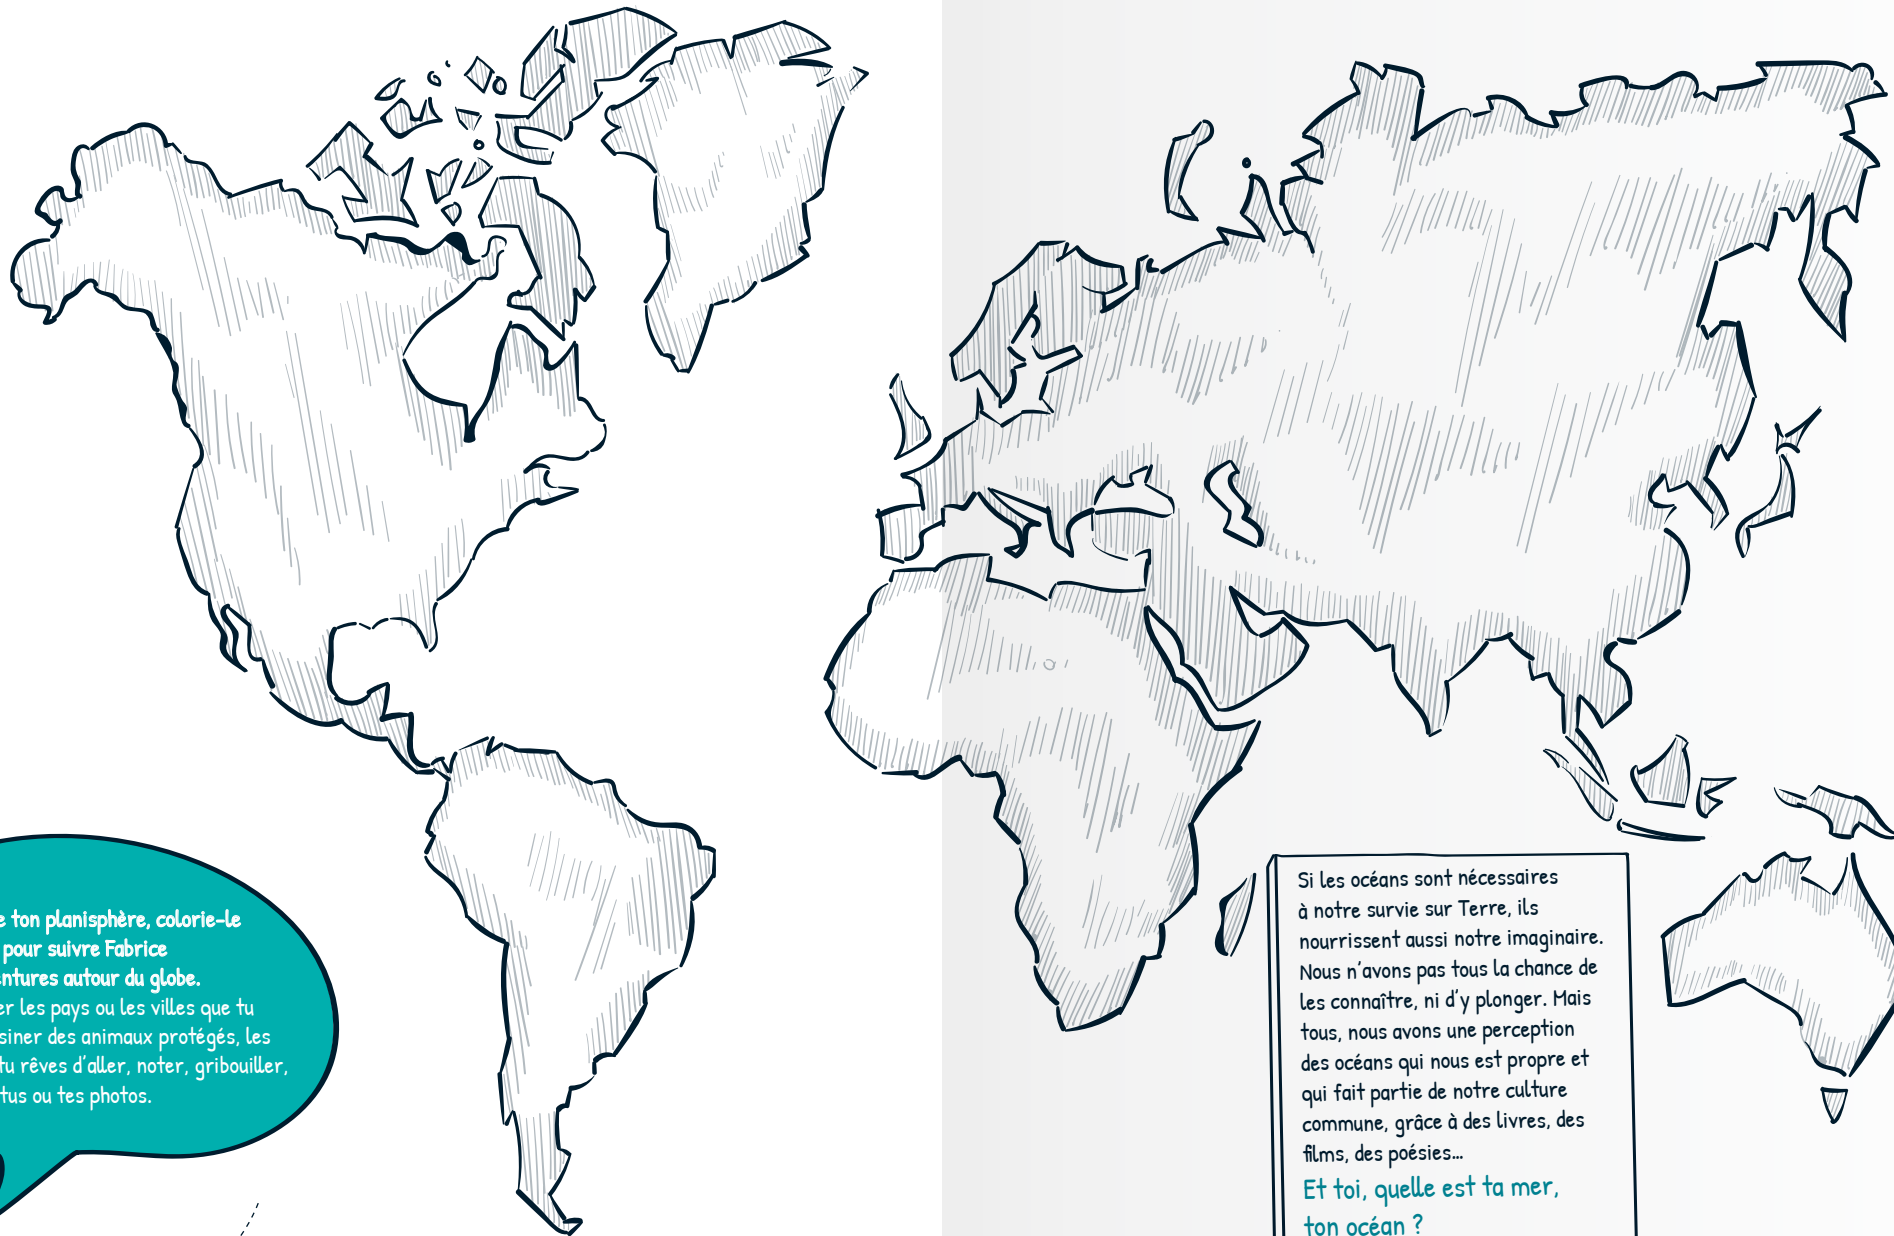 ton planisphère, colorie-le
pour suivre Fabrice
autour du globe.
les pays ou les villes que tu
des animaux protégés, les
tu rêves d'aller, noter, gribouiller,
ou tes photos.
Si les océans sont nécessaires
à notre survie sur Terre, ils
nourrissent aussi notre imaginaire.
Nous n'avons pas tous la chance de
les connaître, ni d'y plonger. Mais
tous, nous avons une perception
des océans qui nous est propre et
qui fait partie de notre culture
commune, grâce à des livres, des
films, des poésies...
Et toi, quelle est ta mer,
ton océan ?